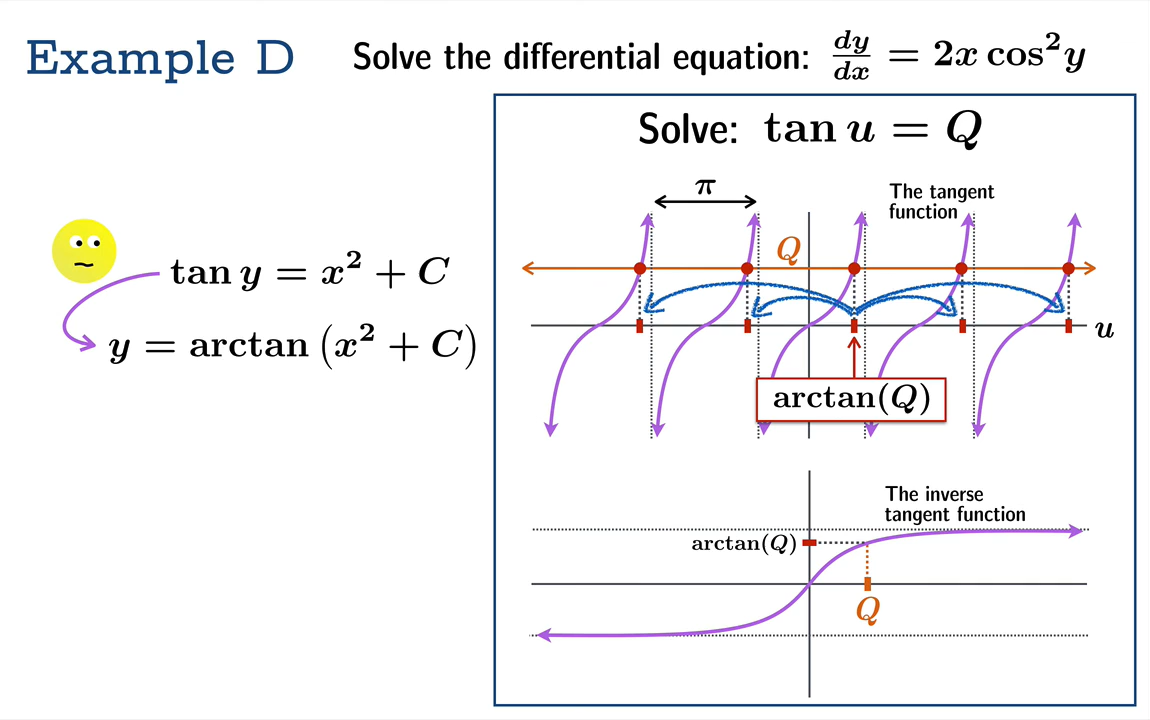 Example D
Solve the differential equation: dy/dx = 2x cos²y
Solve: tan u = Q
π
The tangent
function
Q
tan y = x² + C
u
y = arctan (x² + C)
arctan(Q)
The inverse
tangent function
arctan(Q)
Q